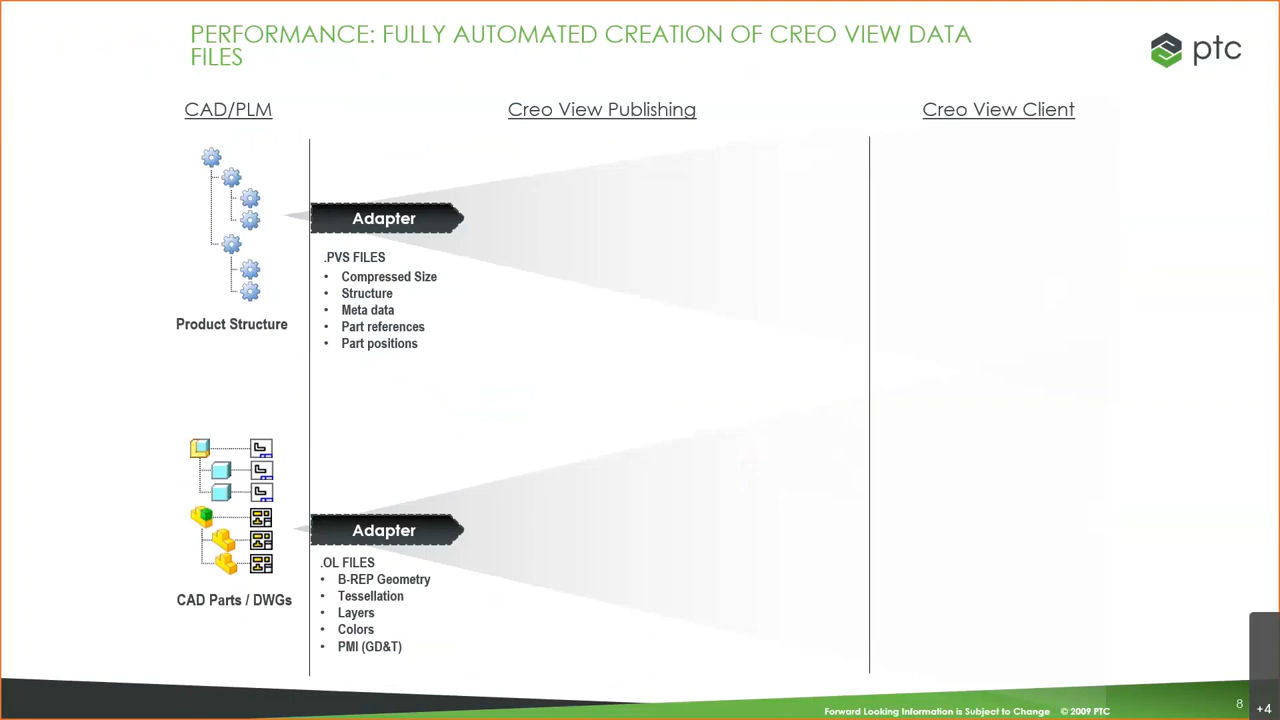 PERFORMANCE: FULLY AUTOMATED CREATION OF CREO VIEW DATA
FILES
ptc
CAD/PLM
Creo View Publishing
Creo View Client
Adapter
.PVS FILES
• Compressed Size
• Structure
• Meta data
• Part references
• Part positions
Product Structure
Adapter
.OL FILES
• B-REP Geometry
• Tessellation
• Layers
• Colors
• PMI (GD&T)
CAD Parts / DWGs
Forward Looking Information is Subject to Change © 2009 PTC
8
+4